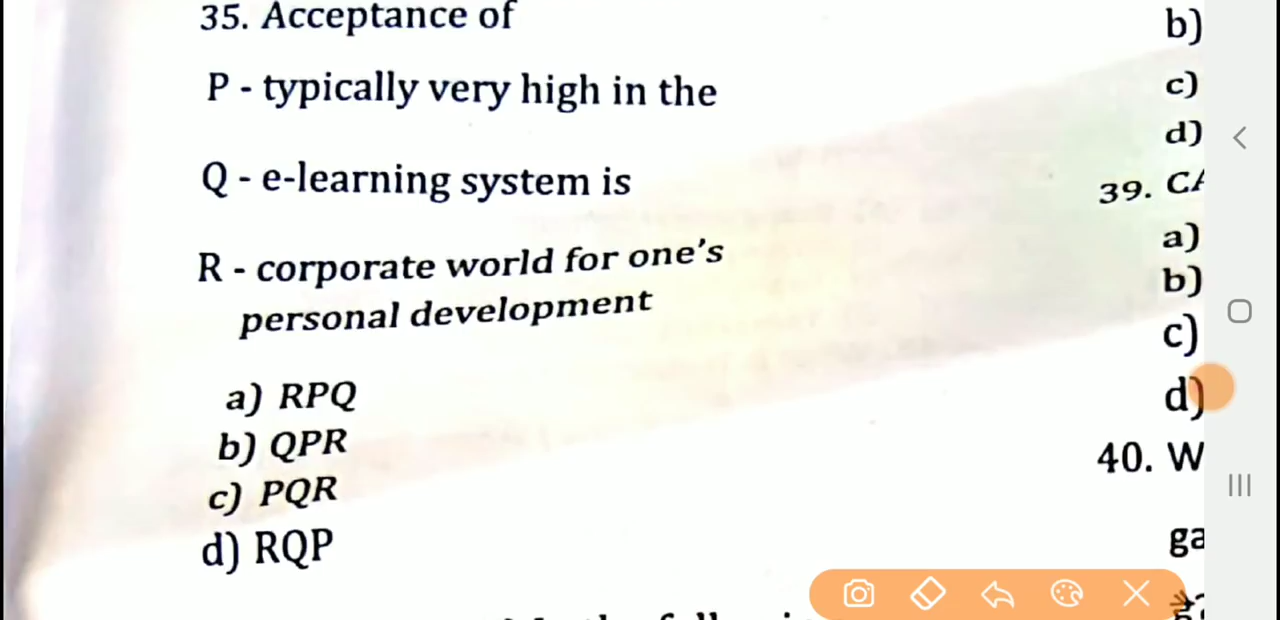 35. Acceptance of
P - typically very high in the
Q - e-learning system is
R - corporate world for one's
personal development
a) RPQ
b) QPR
c) PQR
d) RQP
b)
c)
d)
39.
a)
b)
c)
d)
40. W
ga